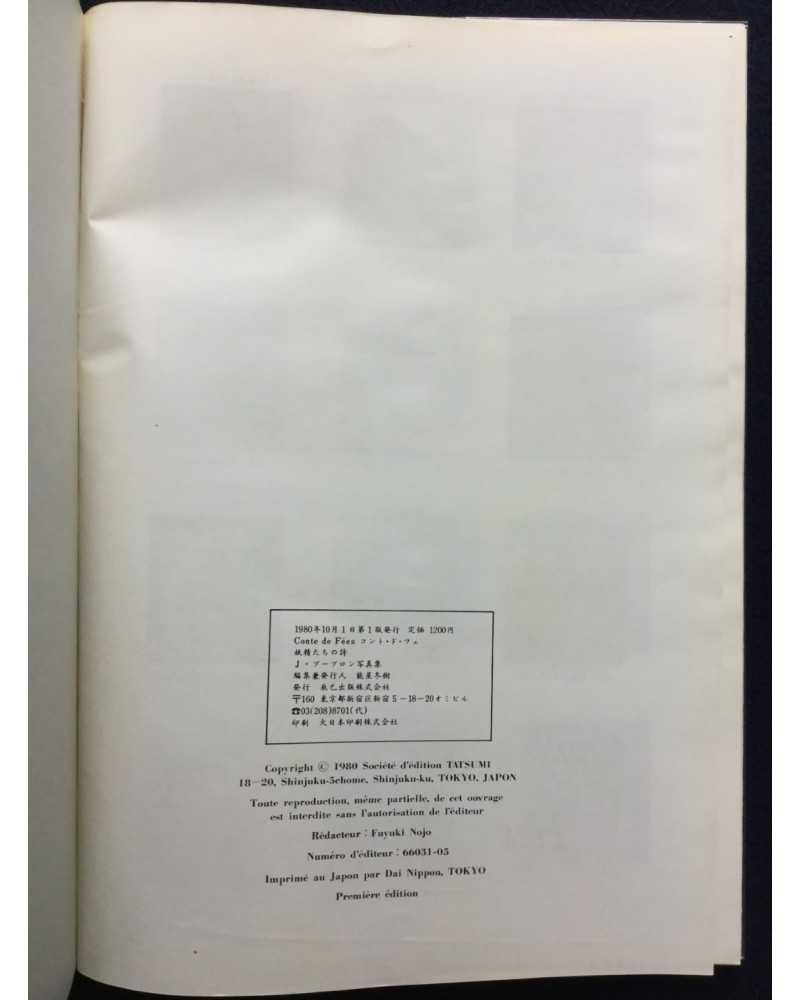 1980年10月1日第1版発行 定価 1200円
Conte de Fées コント・ド・フェ
妖精たちの詩
J・ブーブロン写真集
編集兼発行人 能星冬樹
発行 辰巳出版株式会社
〒160 東京都新宿区新宿5-18-20オミビル
☎03(208)8701(代)
印刷 大日本印刷株式会社
Copyright © 1980 Société d'édition TATSUMI
18-20, Shinjuku-5chome, Shinjuku-ku, TOKYO, JAPON
Toute reproduction, même partielle, de cet ouvrage
est interdite sans l'autorisation de l'éditeur
Rédacteur: Fuyuki Nojo
Numéro d'éditeur: 66031-05
Imprimé au Japon par Dai Nippon, TOKYO
Première édition